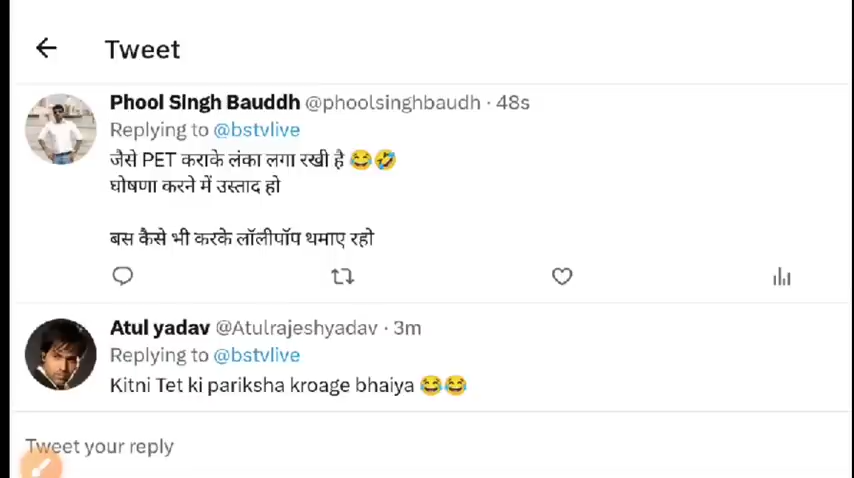 Tweet
Phool Singh Bauddh @phoolsinghbaudh · 48s
Replying to @bstvlive
जैसे PET कराके लंका लगा रखी है 😂🤣
घोषणा करने में उस्ताद हो
बस कैसे भी करके लॉलीपॉप थमाए रहो
Atul yadav @Atulrajeshyadav · 3m
Replying to @bstvlive
Kitni Tet ki pariksha kroage bhaiya 😂😂
Tweet your reply